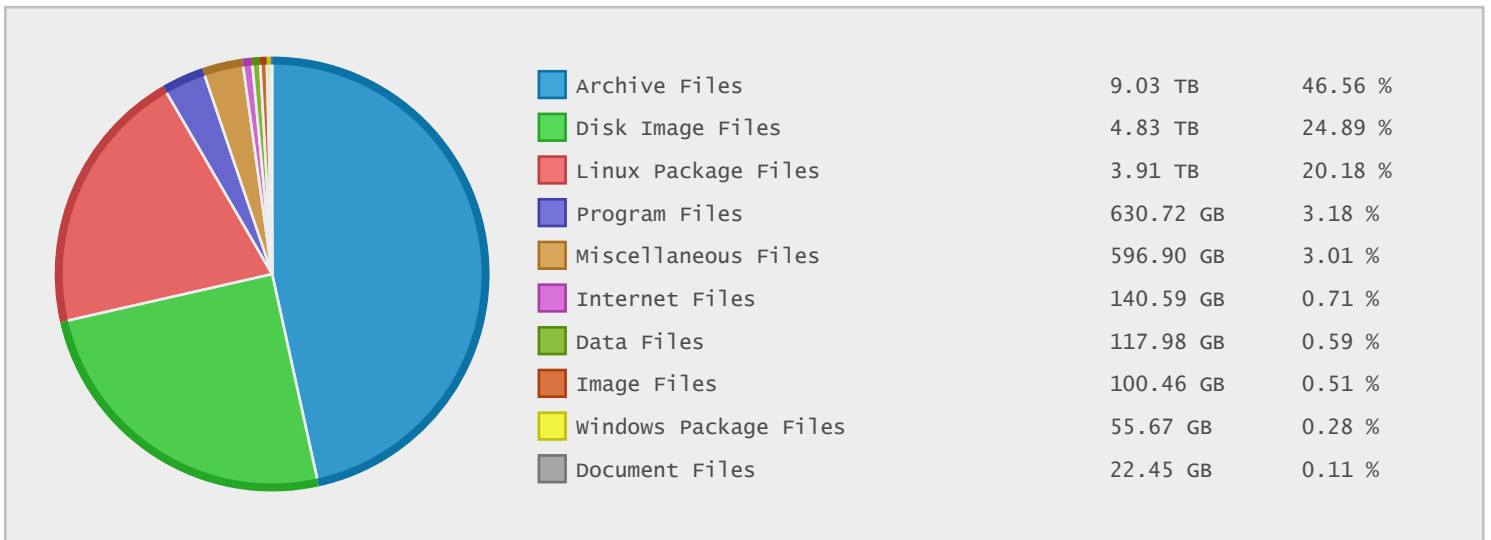 Archive Files 9.03 TB 46.56 %
Disk Image Files 4.83 TB 24.89 %
Linux Package Files 3.91 TB 20.18 %
Program Files 630.72 GB 3.18 %
Miscellaneous Files 596.90 GB 3.01 %
Internet Files 140.59 GB 0.71 %
Data Files 117.98 GB 0.59 %
Image Files 100.46 GB 0.51 %
Windows Package Files 55.67 GB 0.28 %
Document Files 22.45 GB 0.11 %